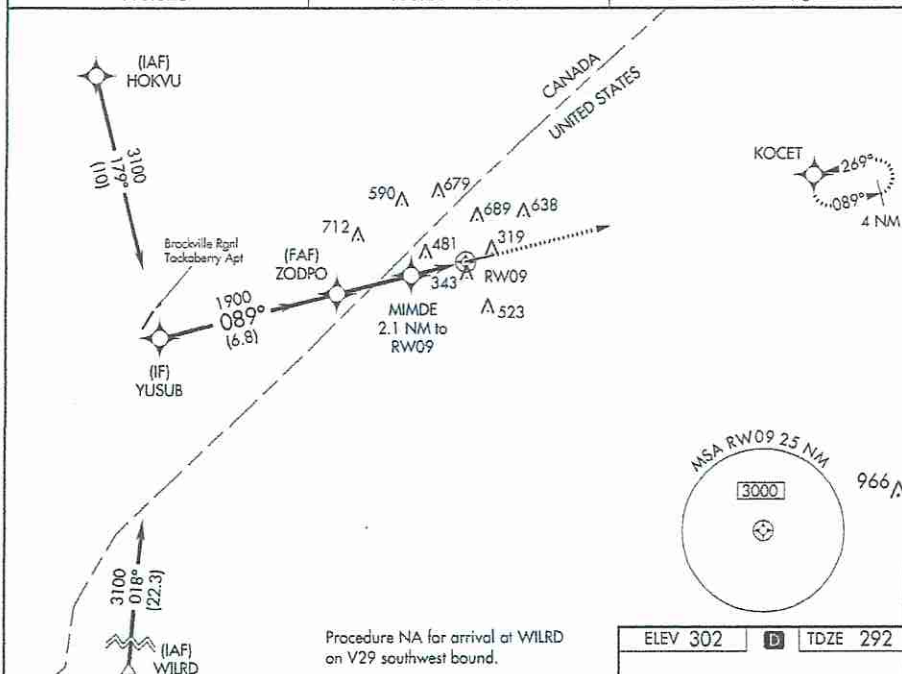 (IAF)
HOKVU
3100
179°
(10)
CANADA
UNITED STATES
KOCET
269°
089°
4 NM
590
679
689
638
712
481
319
343
523
RW09
Brockville Rgnl
Tackaberry Apt
(FAF)
ZODPO
1900
089°
(6.8)
MIMDE
2.1 NM to
RW09
(IF)
YUSUB
MSA RW09 25 NM
3000
966
3100
018°
(22.3)
(IAF)
WILRD
Procedure NA for arrival at WILRD
on V29 southwest bound.
ELEV 302
D
TDZE 292